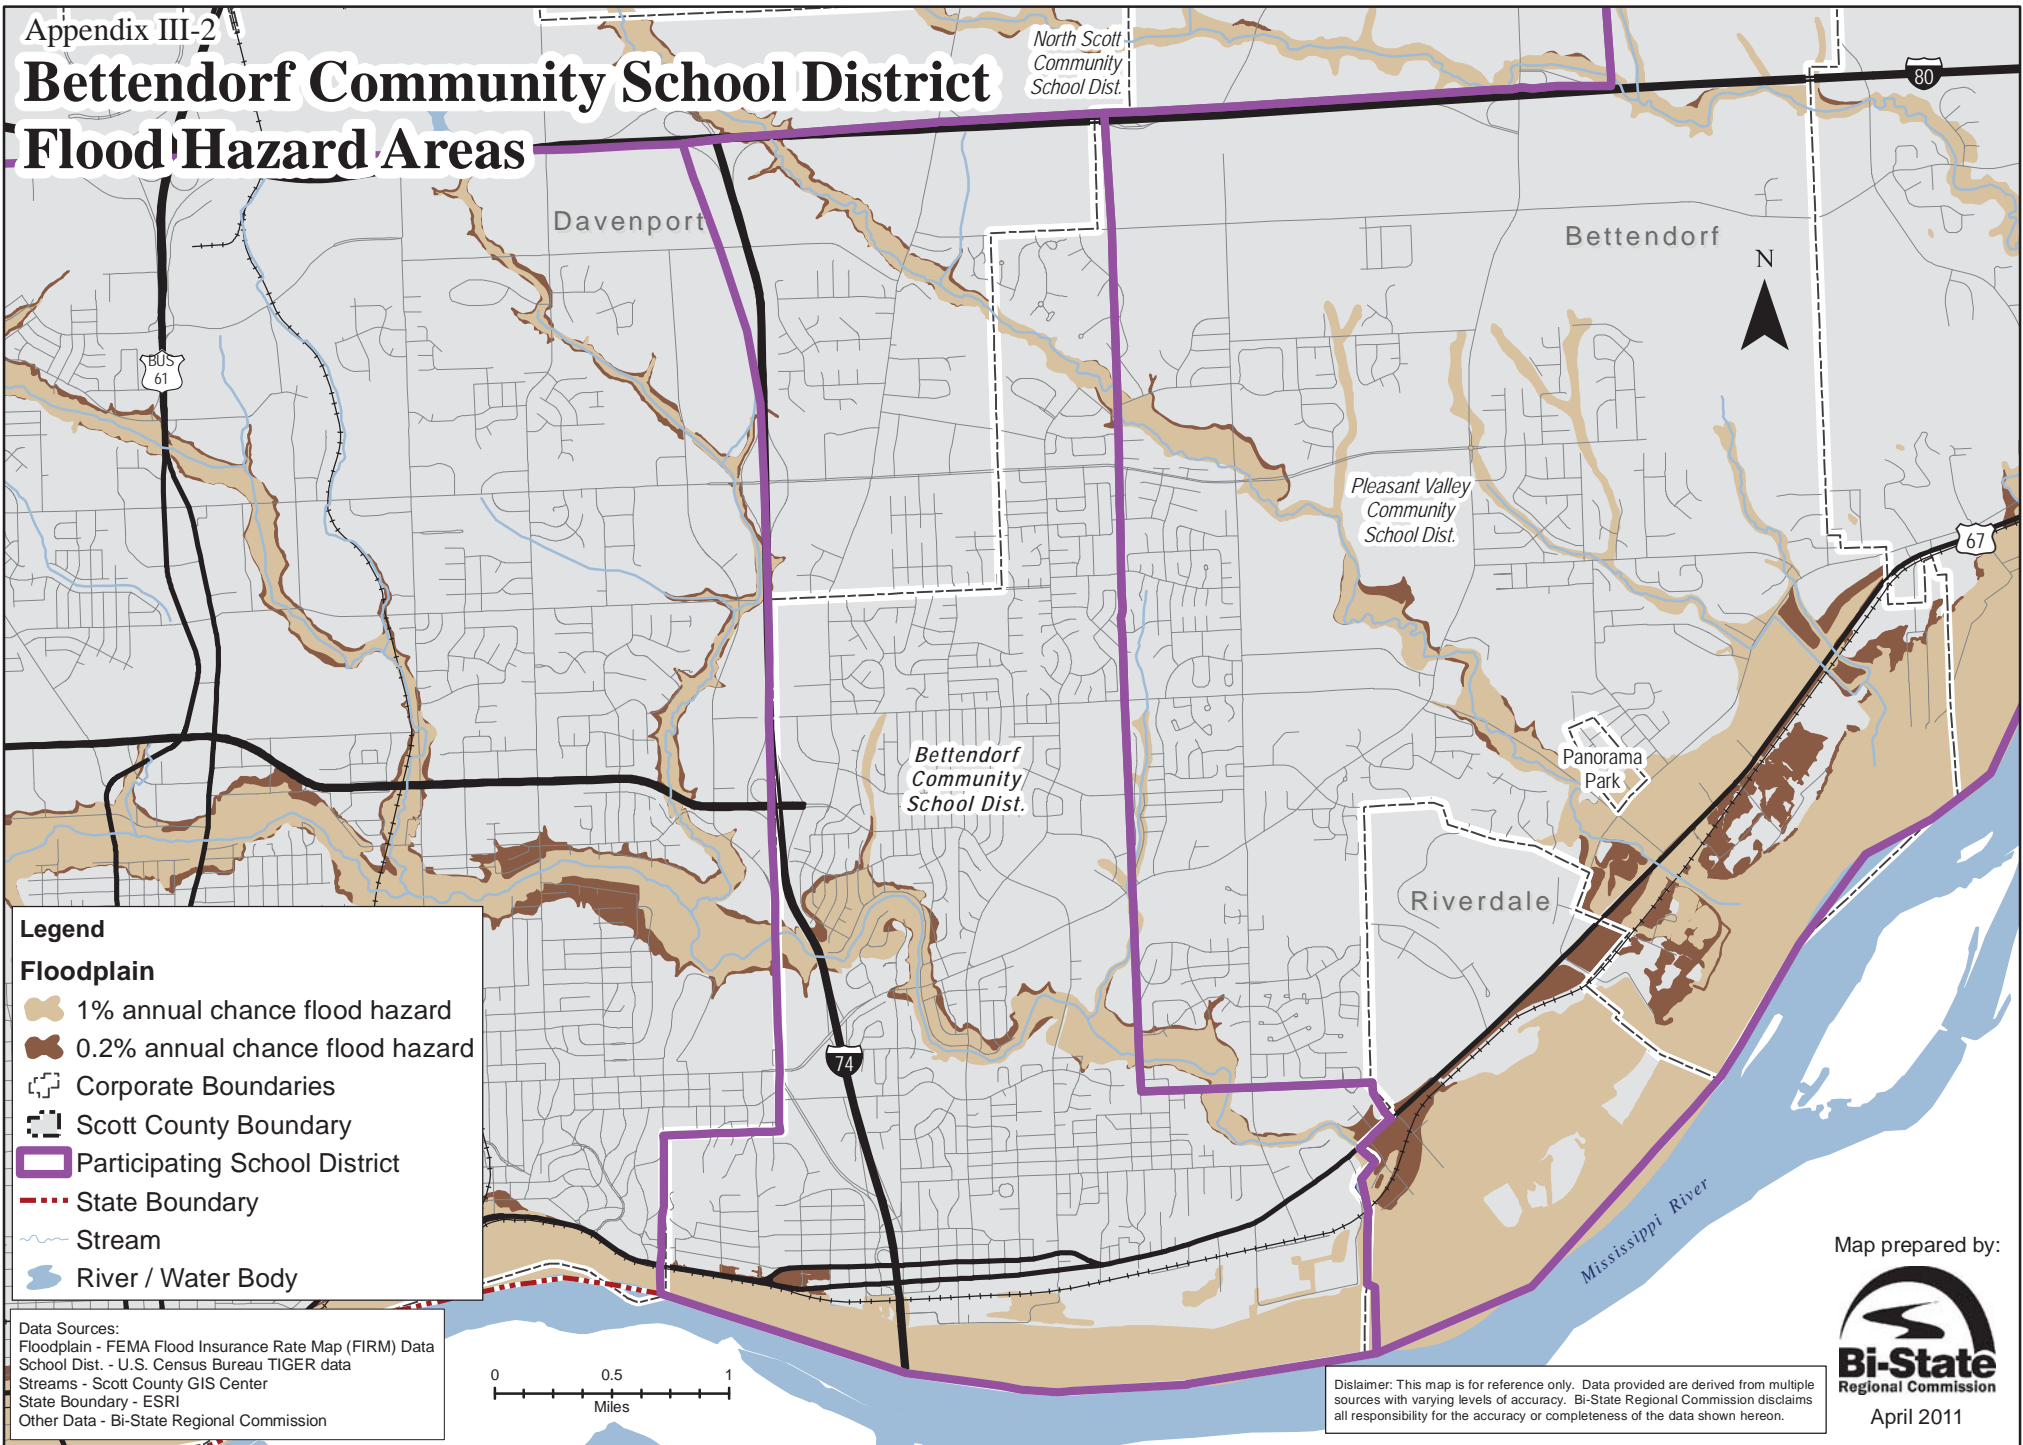 Appendix III-2
Bettendorf Community School District
Flood Hazard Areas
North Scott
Community
School Dist.
80
Davenport
Bettendorf
N
BUS
61
Pleasant Valley
Community
School Dist.
67
Bettendorf
Community
School Dist.
Panorama
Park
Riverdale
74
Mississippi River
Legend
Floodplain
1% annual chance flood hazard
0.2% annual chance flood hazard
Corporate Boundaries
Scott County Boundary
Participating School District
State Boundary
Stream
River / Water Body
Data Sources:
Floodplain - FEMA Flood Insurance Rate Map (FIRM) Data
School Dist. - U.S. Census Bureau TIGER data
Streams - Scott County GIS Center
State Boundary - ESRI
Other Data - Bi-State Regional Commission
0 0.5 1
Miles
Dislaimer: This map is for reference only. Data provided are derived from multiple
sources with varying levels of accuracy. Bi-State Regional Commission disclaims
all responsibility for the accuracy or completeness of the data shown hereon.
Map prepared by:
Bi-State
Regional Commission
April 2011